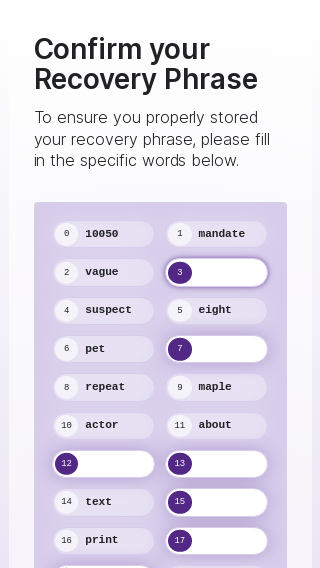 Confirm your
Recovery Phrase
To ensure you properly stored
your recovery phrase, please fill
in the specific words below.
0 10050 1 mandate
2 vague 3
4 suspect 5 eight
6 pet 7
8 repeat 9 maple
10 actor 11 about
12 13
14 text 15
16 print 17